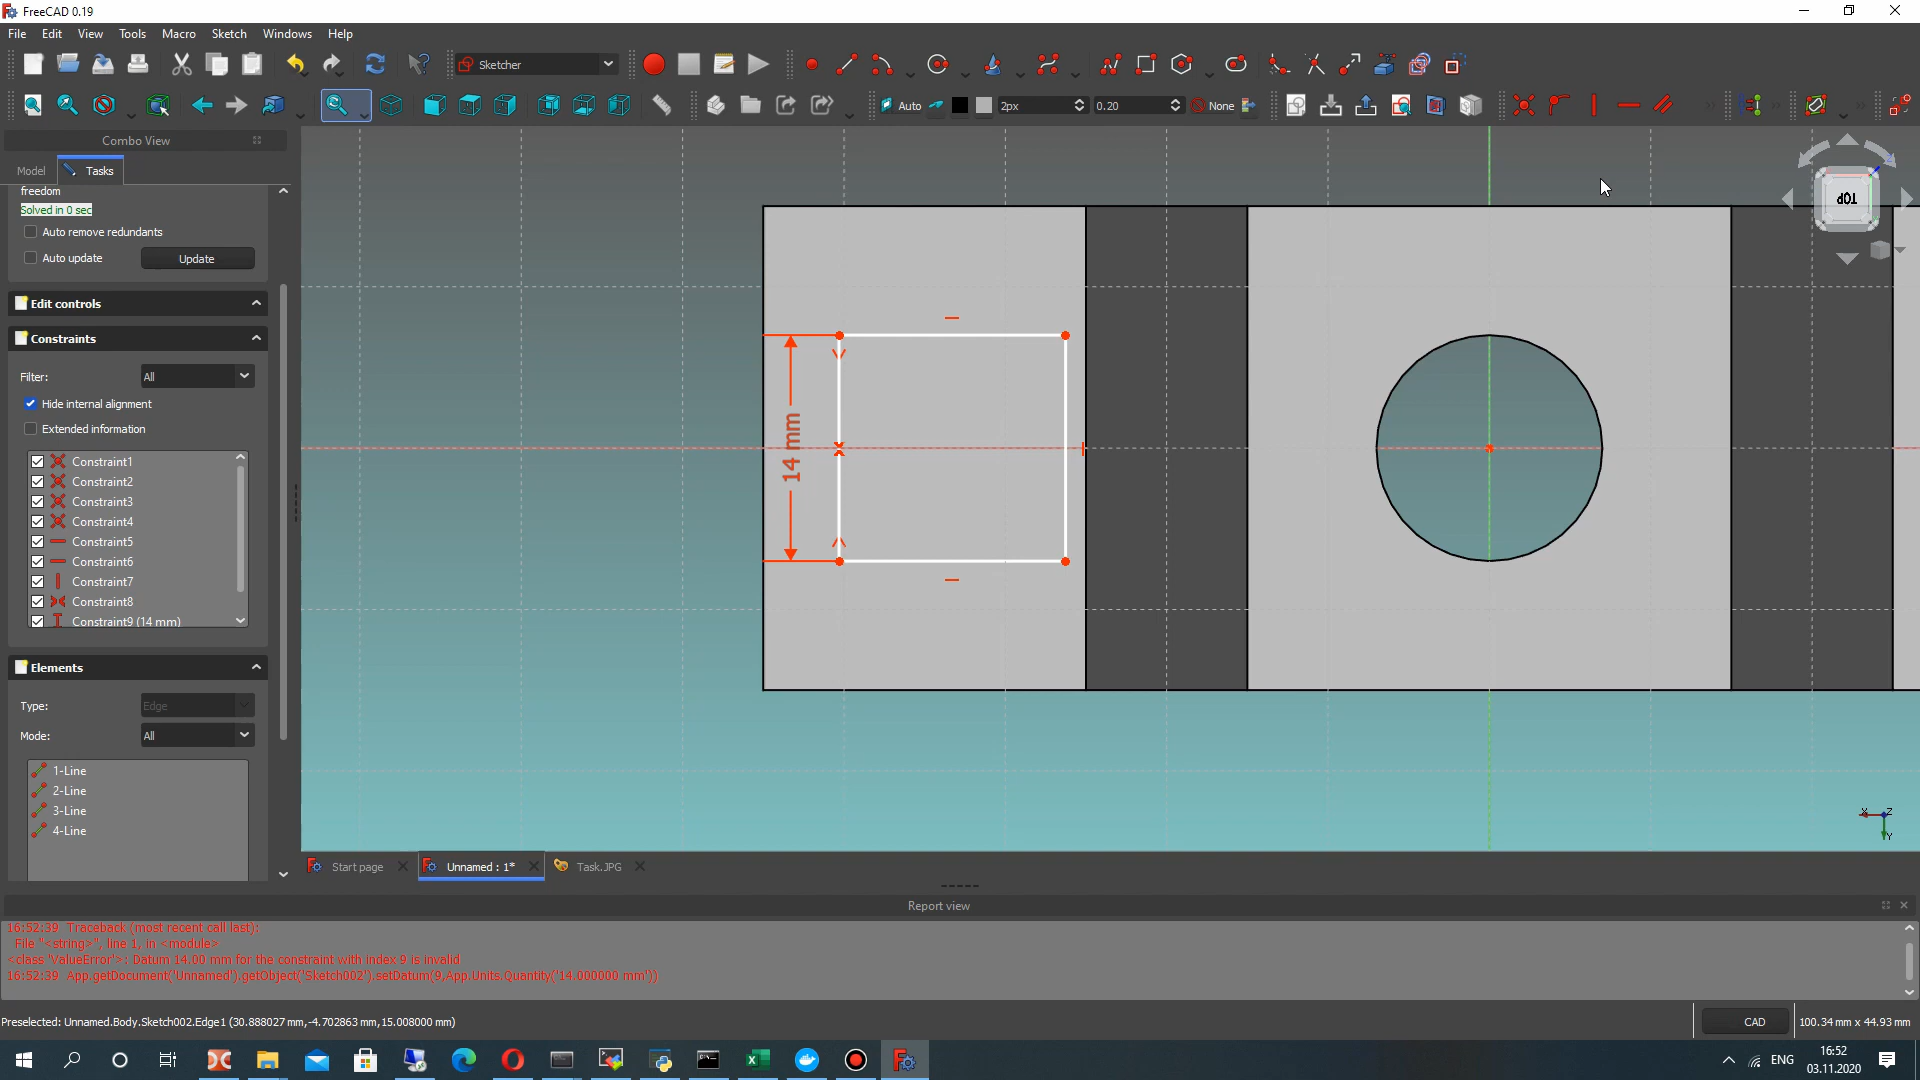 FreeCAD 0.19
File Edit View Tools Macro Sketch Windows Help
Sketcher
Auto 2px 0.20 None
Combo View
Model Tasks
freedom
Solved in 0 sec
Auto remove redundants
Auto update Update
Edit controls
Constraints
Filter: All
Hide internal alignment
Extended information
Constraint1
Constraint2
Constraint3
Constraint4
Constraint5
Constraint6
Constraint7
Constraint8
Constraint9 (14 mm)
Elements
Type: Edge
Mode: All
1-Line
2-Line
3-Line
4-Line
14 mm
TOP
X Z
Y
Start page Unnamed : 1* Task.JPG
Report view
16:52:39 Traceback (most recent call last):
File "<string>", line 1, in <module>
<class 'ValueError'>: Datum 14.00 mm for the constraint with index 9 is invalid
16:52:39 App.getDocument('Unnamed').getObject('Sketch002').setDatum(9,App.Units.Quantity('14.000000 mm'))
Preselected: Unnamed.Body.Sketch002.Edge1 (30.888027 mm,-4.702863 mm,15.008000 mm)
CAD 100.34 mm x 44.93 mm
ENG
16:52
03.11.2020